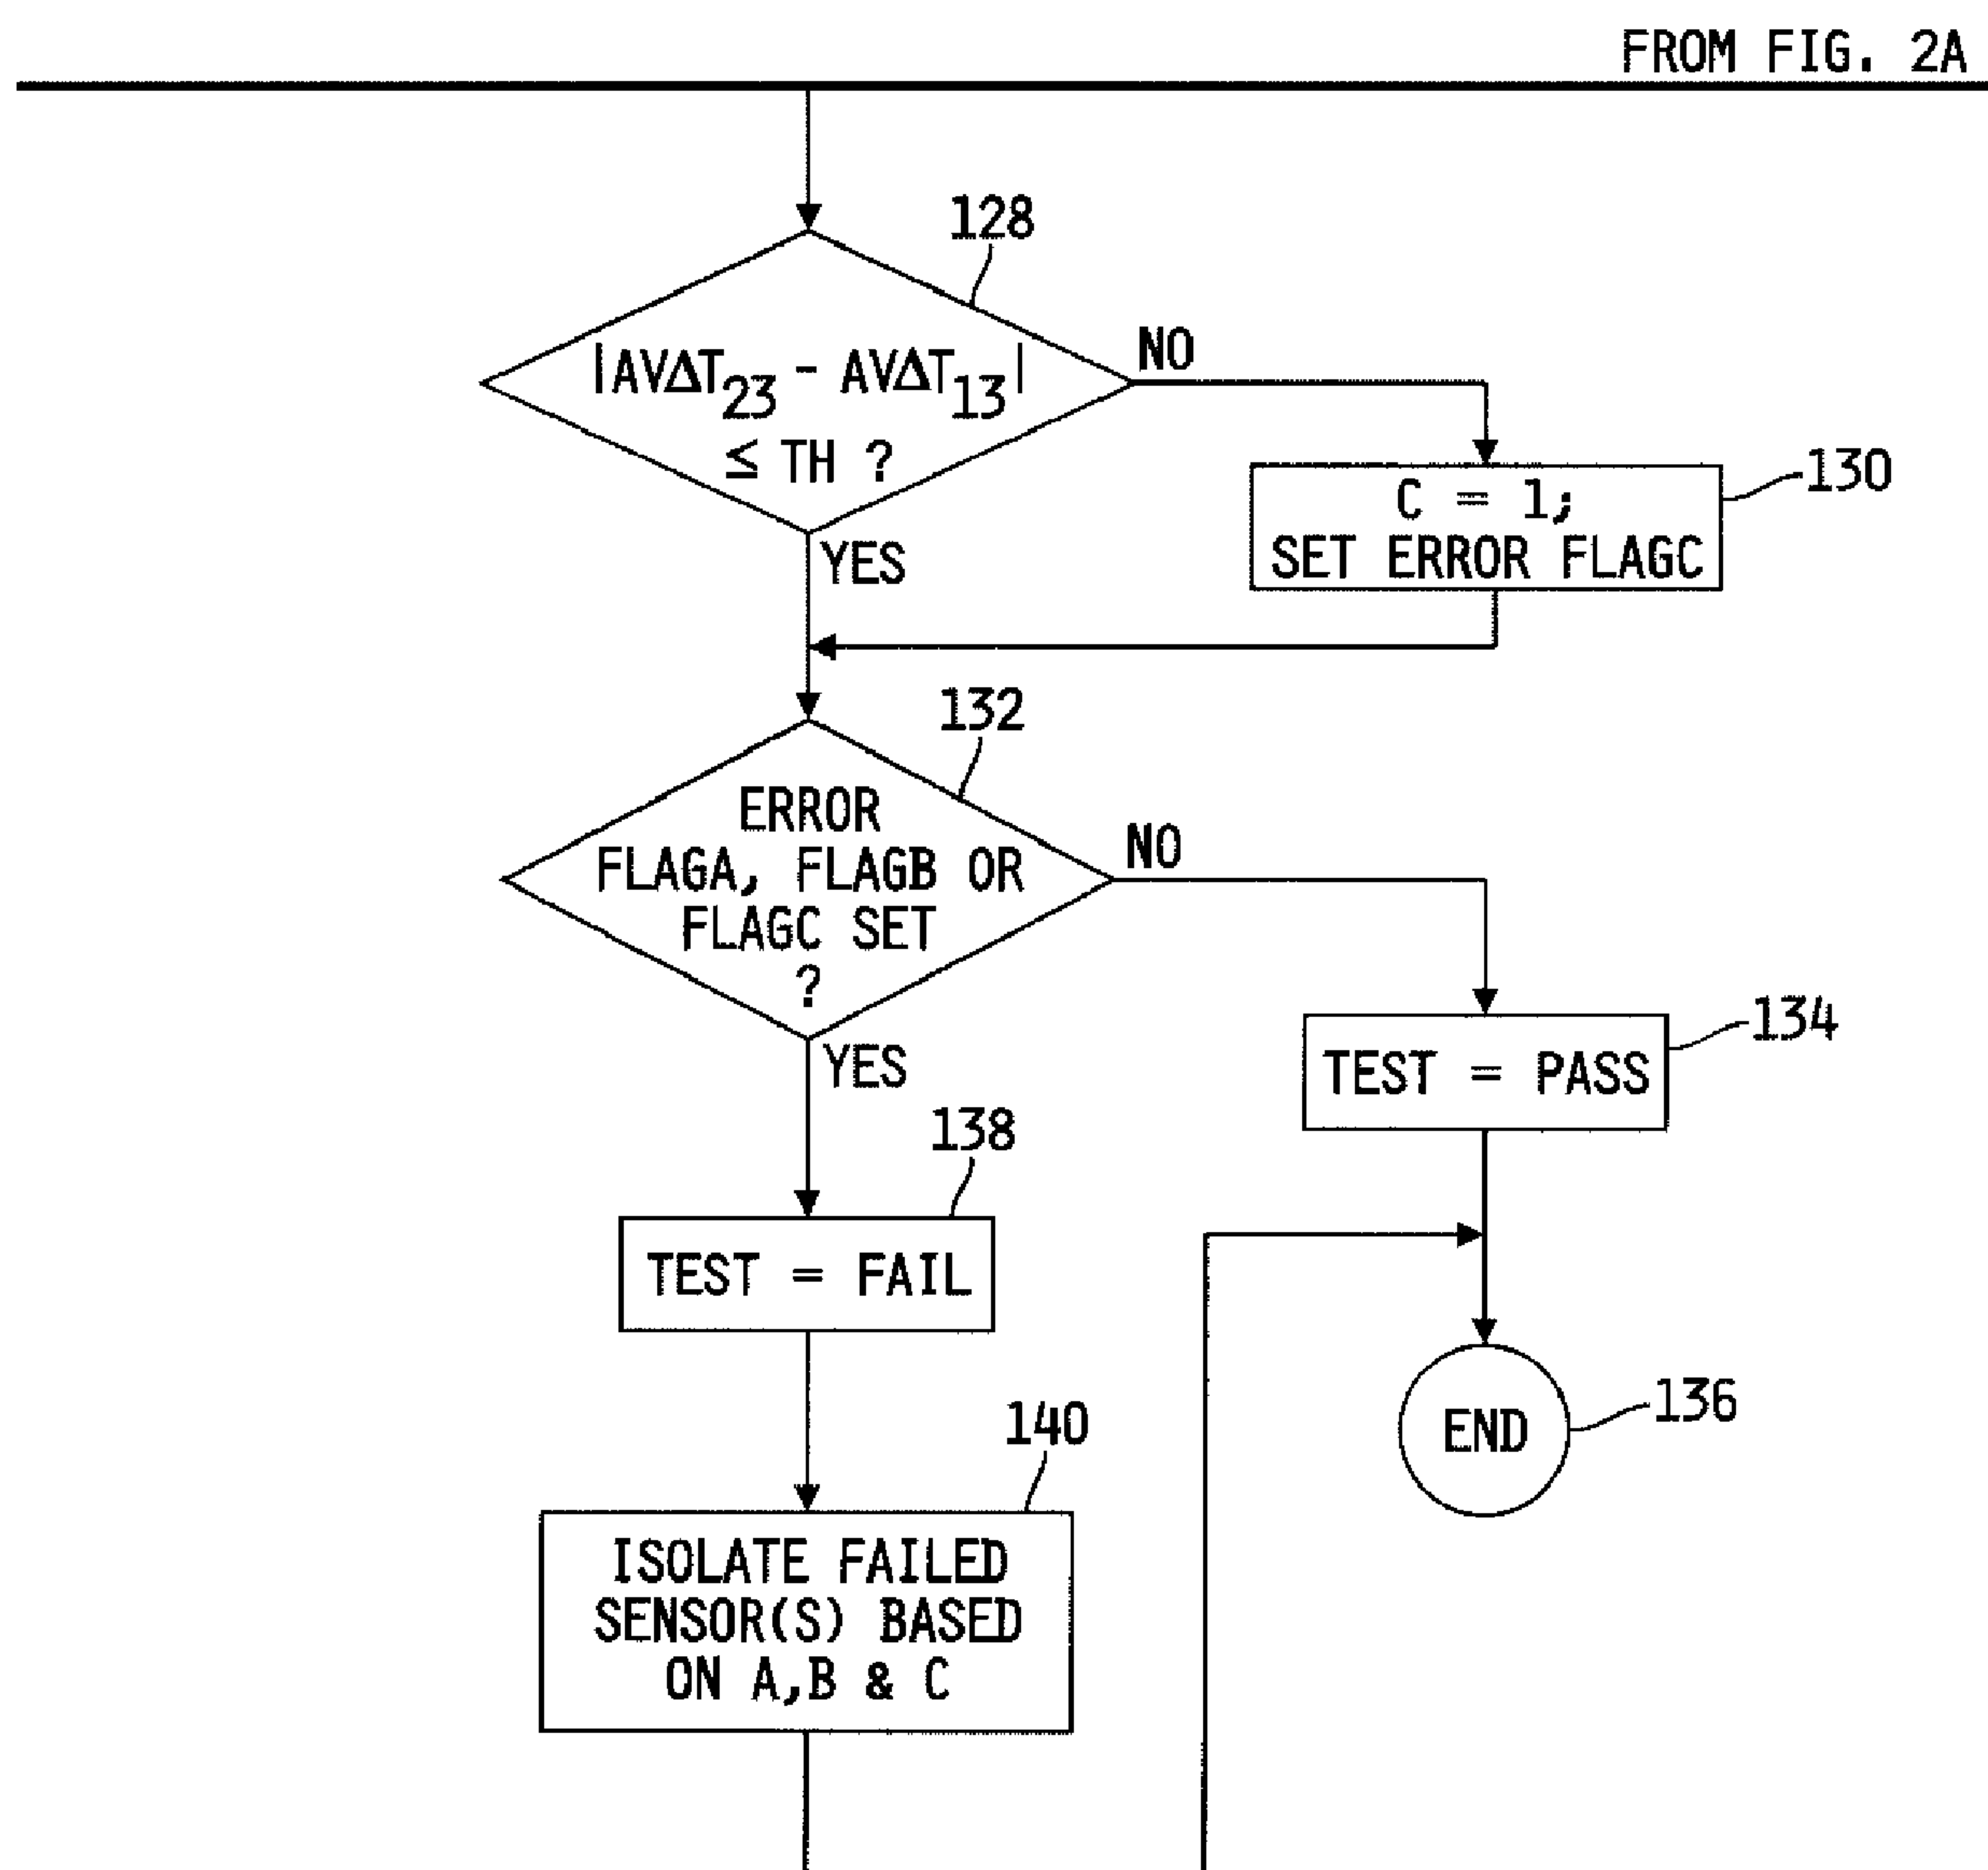 FROM FIG. 2A
128
|AVΔT23 - AVΔT13|
≤ TH ?
NO
YES
130
C = 1;
SET ERROR FLAGC
132
ERROR
FLAGA, FLAGB OR
FLAGC SET
?
NO
YES
134
TEST = PASS
138
TEST = FAIL
136
END
140
ISOLATE FAILED
SENSOR(S) BASED
ON A,B & C